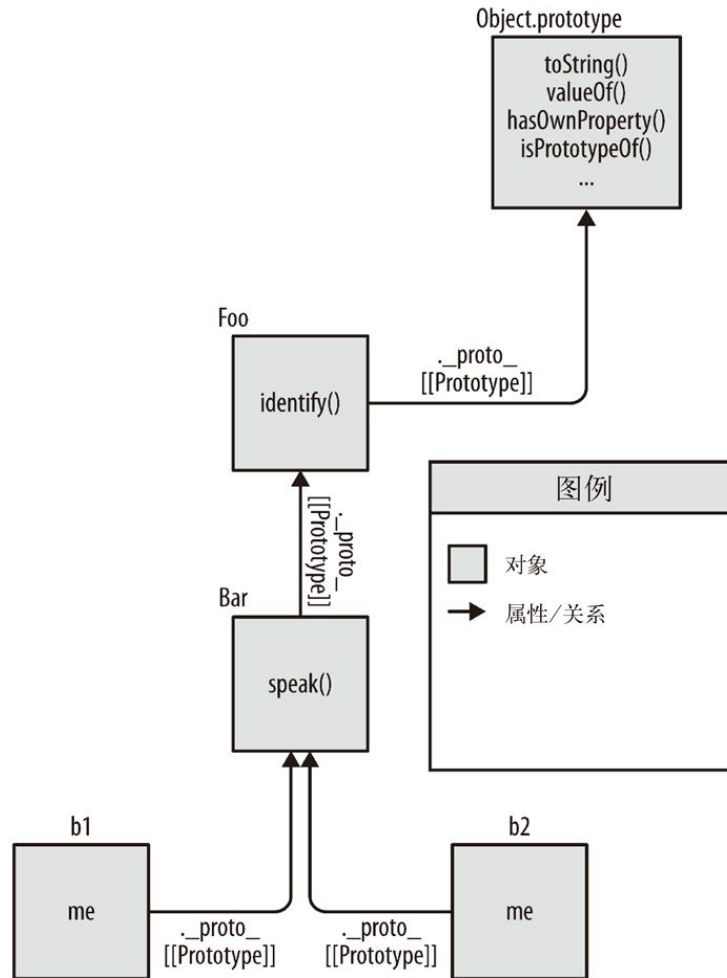 Object.prototype
toString()
valueOf()
hasOwnProperty()
isPrototypeOf()
...
Foo
identify()
._proto_
[[Prototype]]
图例
对象
属性/关系
._proto_
[[Prototype]]
Bar
speak()
b1
me
b2
me
._proto_
[[Prototype]]
._proto_
[[Prototype]]